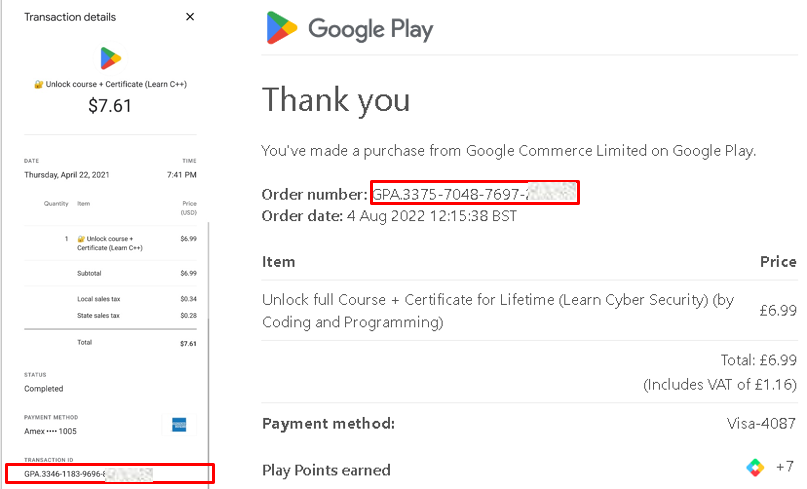 Transaction details ✕
🔐 Unlock course + Certificate (Learn C++)
$7.61
DATE TIME
Thursday, April 22, 2021 7:41 PM
Quantity Item Price
(USD)
1 🔐 Unlock course + $6.99
Certificate (Learn C++)
Subtotal $6.99
Local sales tax $0.34
State sales tax $0.28
Total $7.61
STATUS
Completed
PAYMENT METHOD
Amex •••• 1005
TRANSACTION ID
GPA.3346-1183-9696-
Google Play
Thank you
You've made a purchase from Google Commerce Limited on Google Play.
Order number: GPA.3375-7048-7697-
Order date: 4 Aug 2022 12:15:38 BST
Item Price
Unlock full Course + Certificate for Lifetime (Learn Cyber Security) (by £6.99
Coding and Programming)
Total: £6.99
(Includes VAT of £1.16)
Payment method: Visa-4087
Play Points earned +7